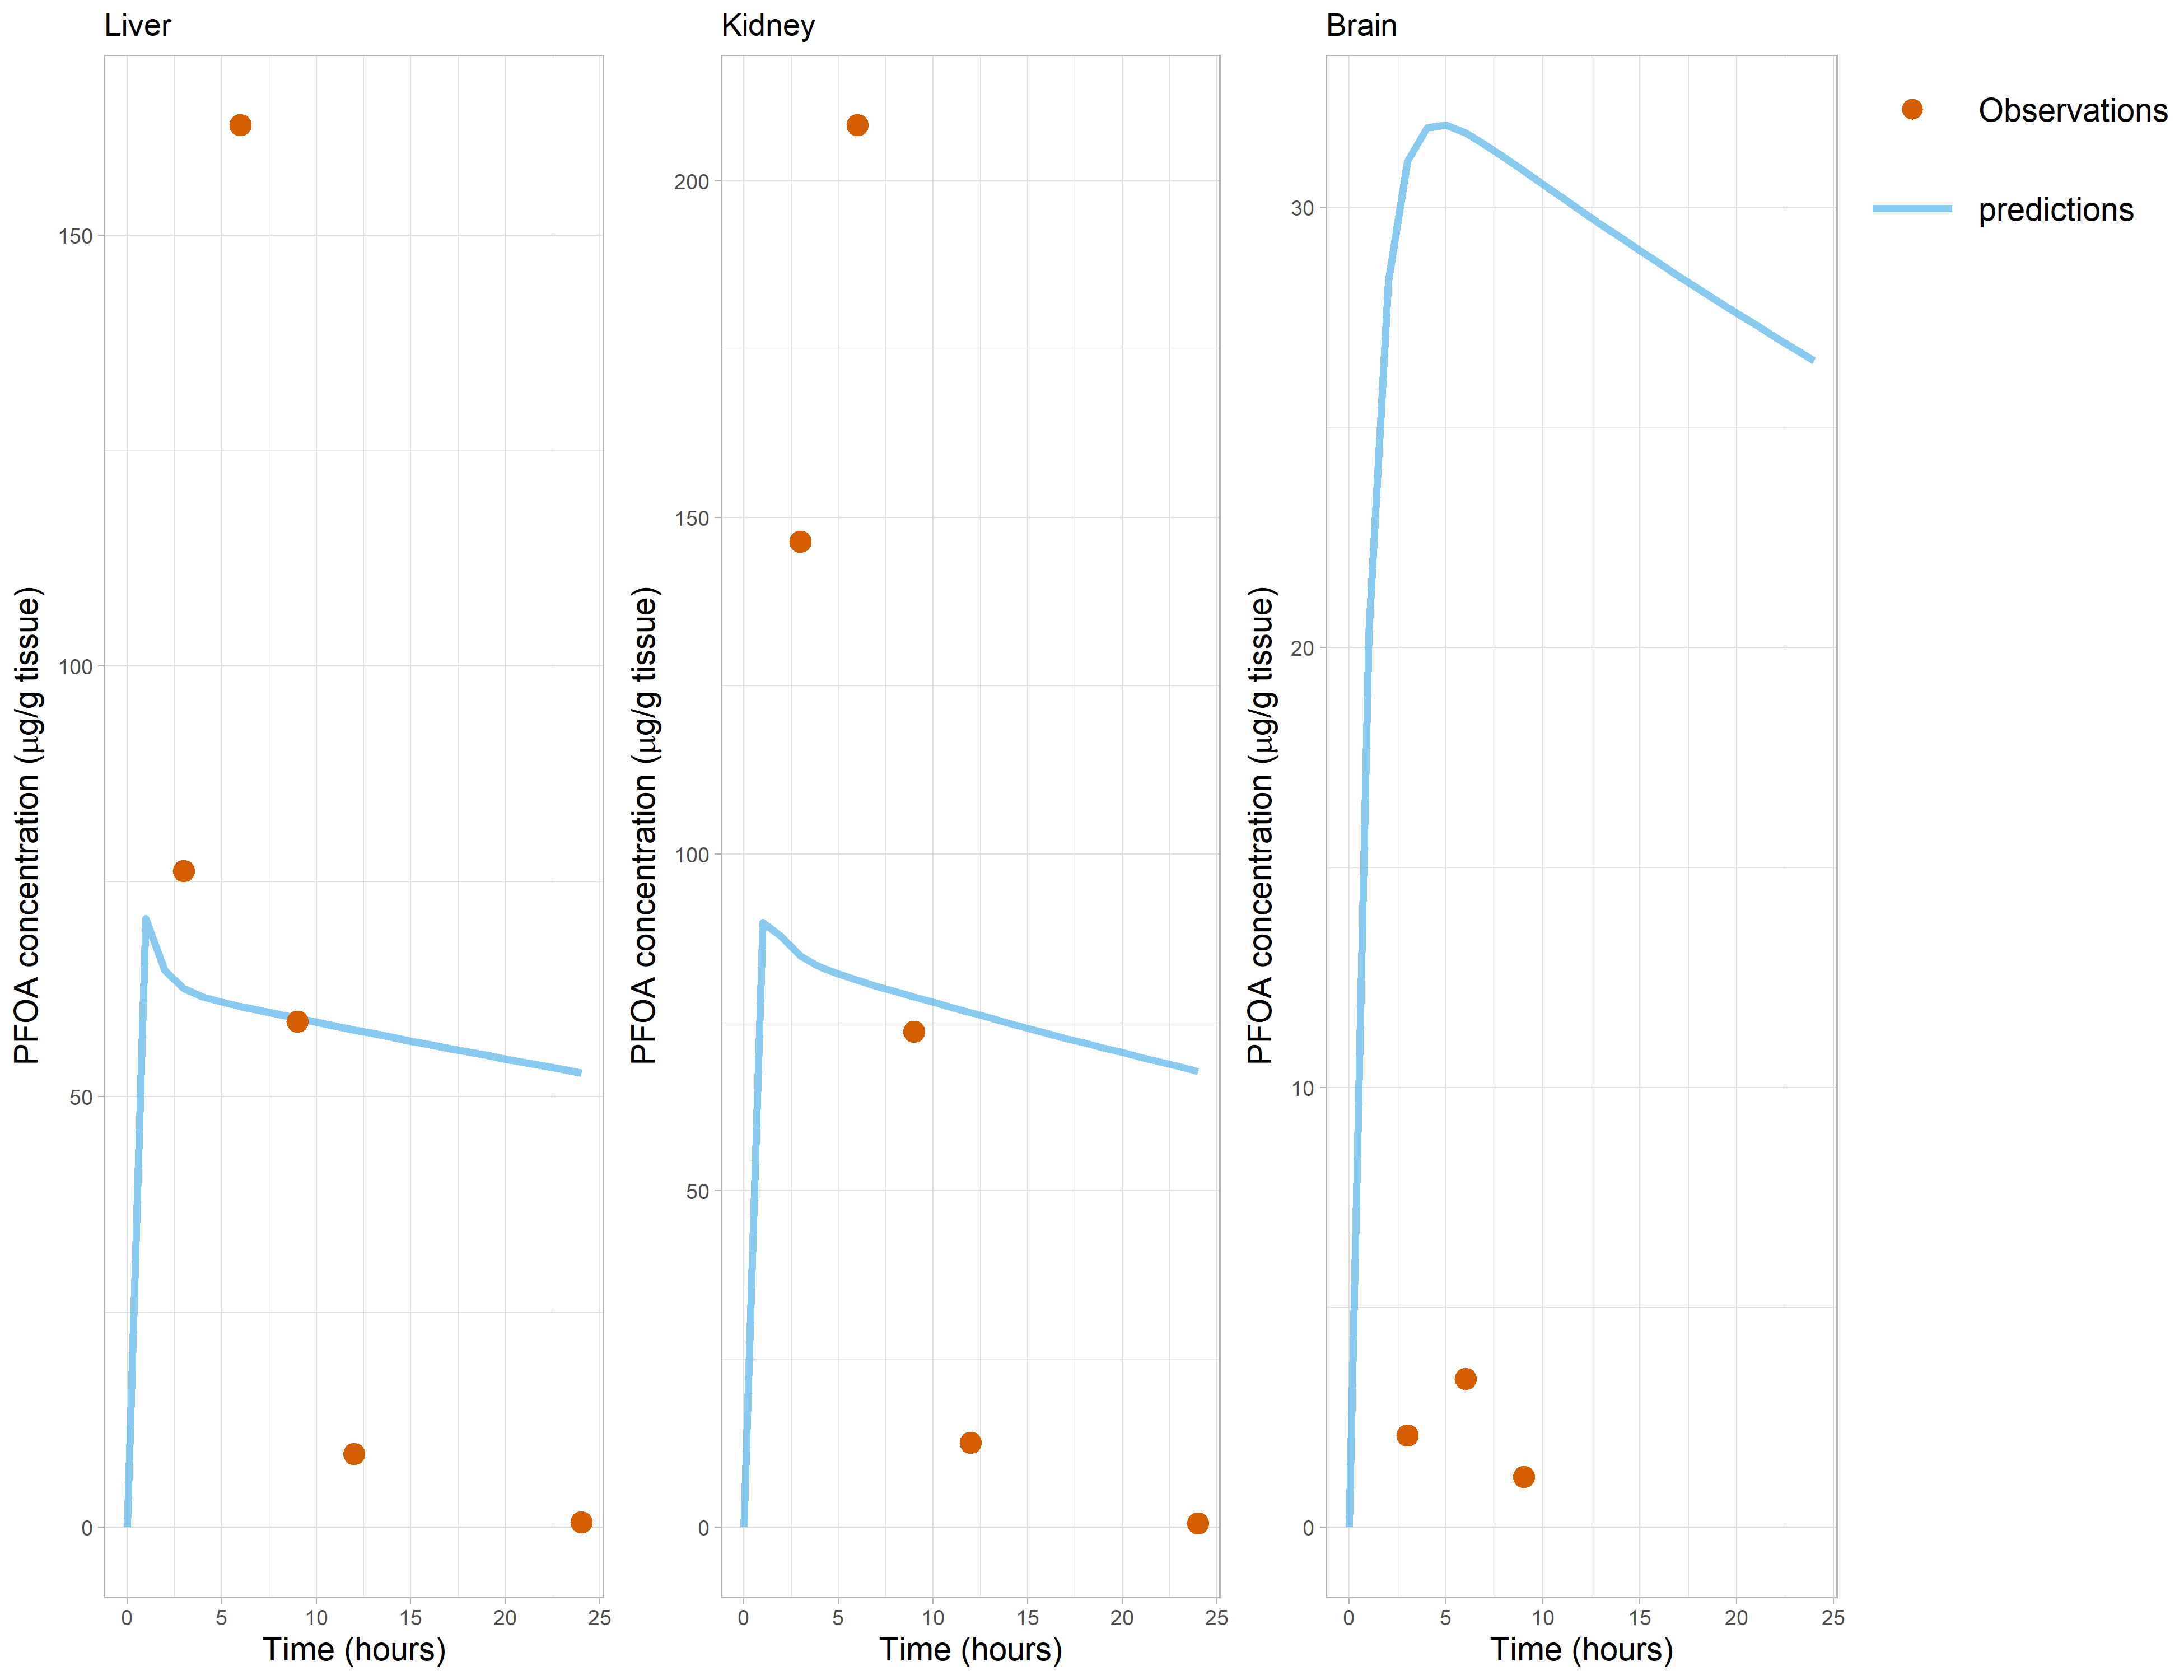 Liver
PFOA concentration (μg/g tissue)
150
100
50
0
0 5 10 15 20 25
Time (hours)
Kidney
PFOA concentration (μg/g tissue)
200
150
100
50
0
0 5 10 15 20 25
Time (hours)
Brain
PFOA concentration (μg/g tissue)
30
20
10
0
0 5 10 15 20 25
Time (hours)
Observations
predictions